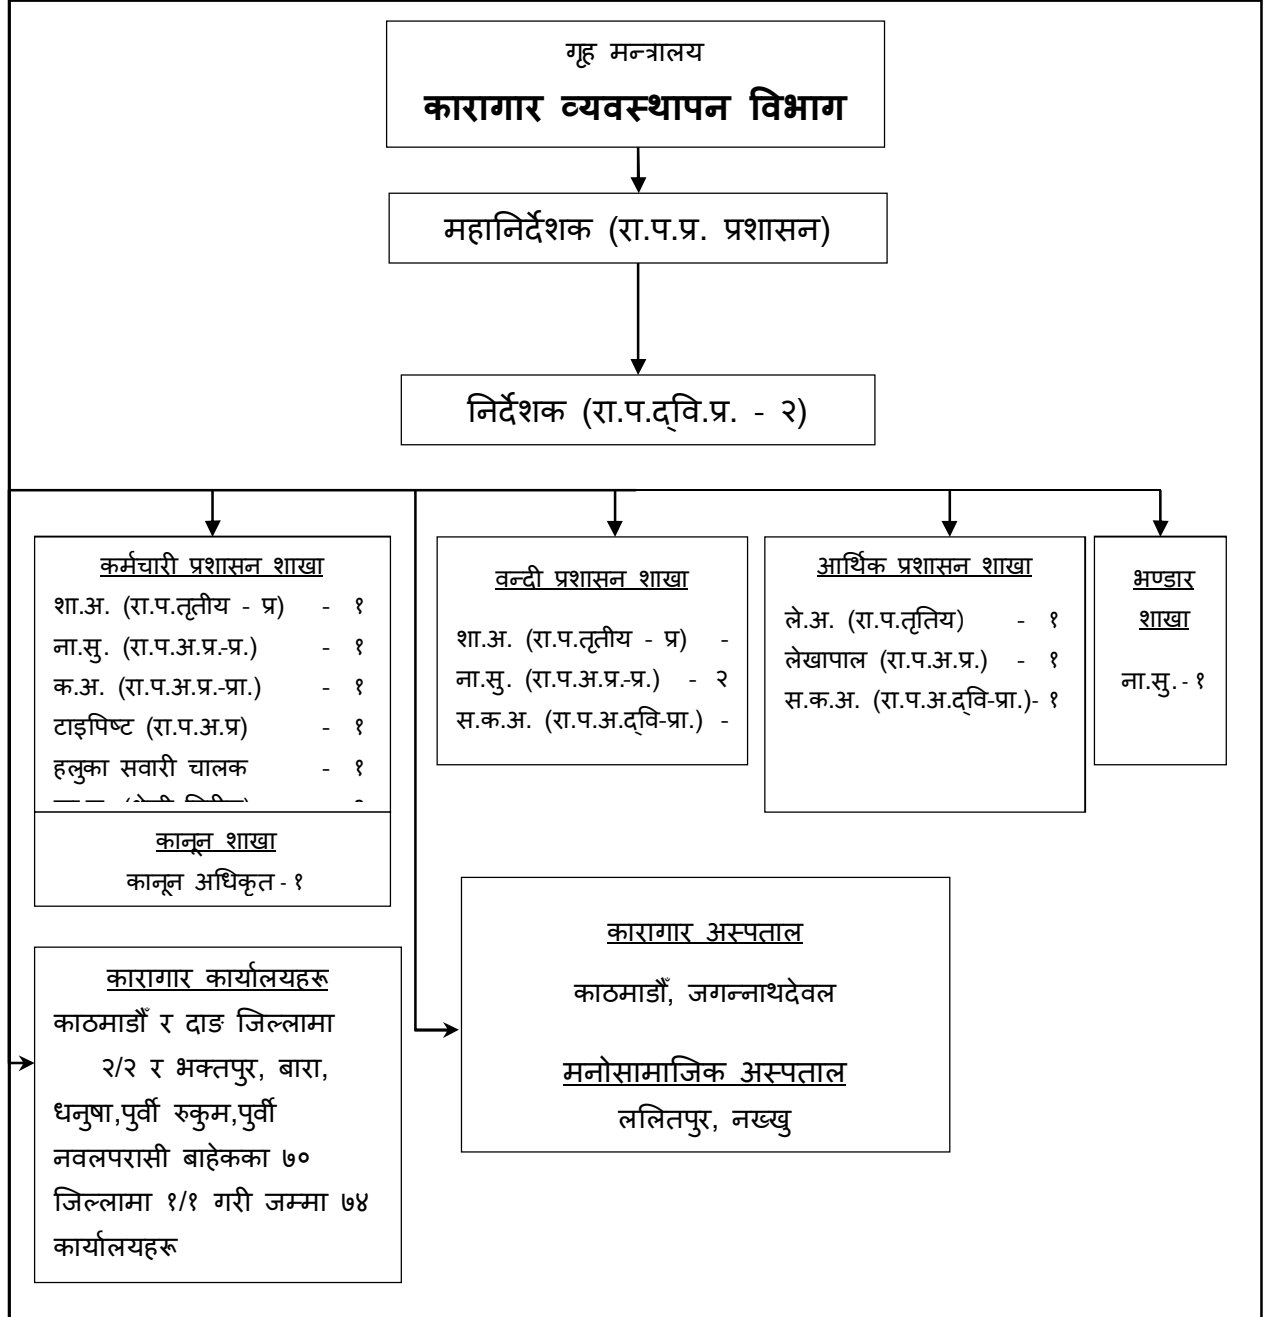 गृह मन्त्रालय
कारागार व्यवस्थापन विभाग
महानिर्देशक (रा.प.प्र. प्रशासन)
निर्देशक (रा.प.द्वि.प्र. - २)
कर्मचारी प्रशासन शाखा
शा.अ. (रा.प.तृतीय - प्र) - १
ना.सु. (रा.प.अ.प्र.-प्र.) - १
क.अ. (रा.प.अ.प्र.-प्रा.) - १
टाइपिष्ट (रा.प.अ.प्र) - १
हलुका सवारी चालक - १
कानून शाखा
कानून अधिकृत - १
वन्दी प्रशासन शाखा
शा.अ. (रा.प.तृतीय - प्र) -
ना.सु. (रा.प.अ.प्र.-प्र.) - २
स.क.अ. (रा.प.अ.द्वि-प्रा.) -
आर्थिक प्रशासन शाखा
ले.अ. (रा.प.तृतिय) - १
लेखापाल (रा.प.अ.प्र.) - १
स.क.अ. (रा.प.अ.द्वि-प्रा.)- १
भण्डार
शाखा
ना.सु.- १
कारागार कार्यालयहरू
काठमाडौँ र दाङ जिल्लामा
२/२ र भक्तपुर, बारा,
धनुषा,पुर्वी रुकुम,पुर्वी
नवलपरासी बाहेकका ७०
जिल्लामा १/१ गरी जम्मा ७४
कार्यालयहरू
कारागार अस्पताल
काठमाडौँ, जगन्नाथदेवल
मनोसामाजिक अस्पताल
ललितपुर, नख्खु